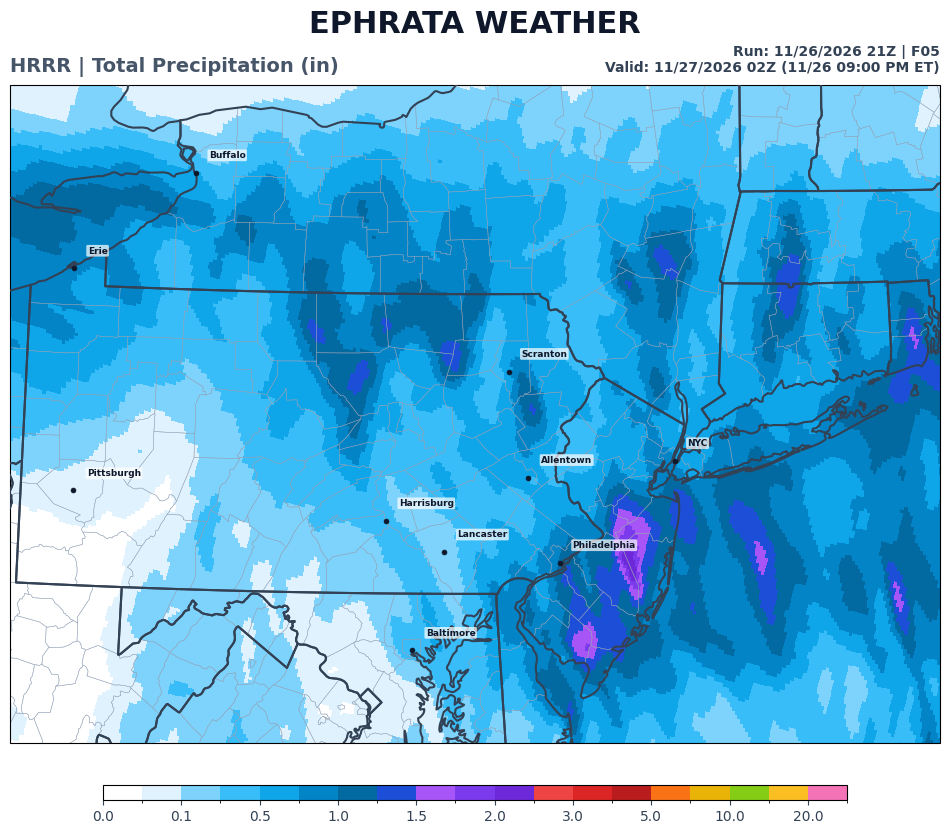 EPHRATA WEATHER
HRRR | Total Precipitation (in)
Run: 11/26/2026 21Z | F05
Valid: 11/27/2026 02Z (11/26 09:00 PM ET)
Buffalo
Erie
Scranton
NYC
Allentown
Pittsburgh
Harrisburg
Lancaster
Philadelphia
Baltimore
0.0 0.1 0.5 1.0 1.5 2.0 3.0 5.0 10.0 20.0